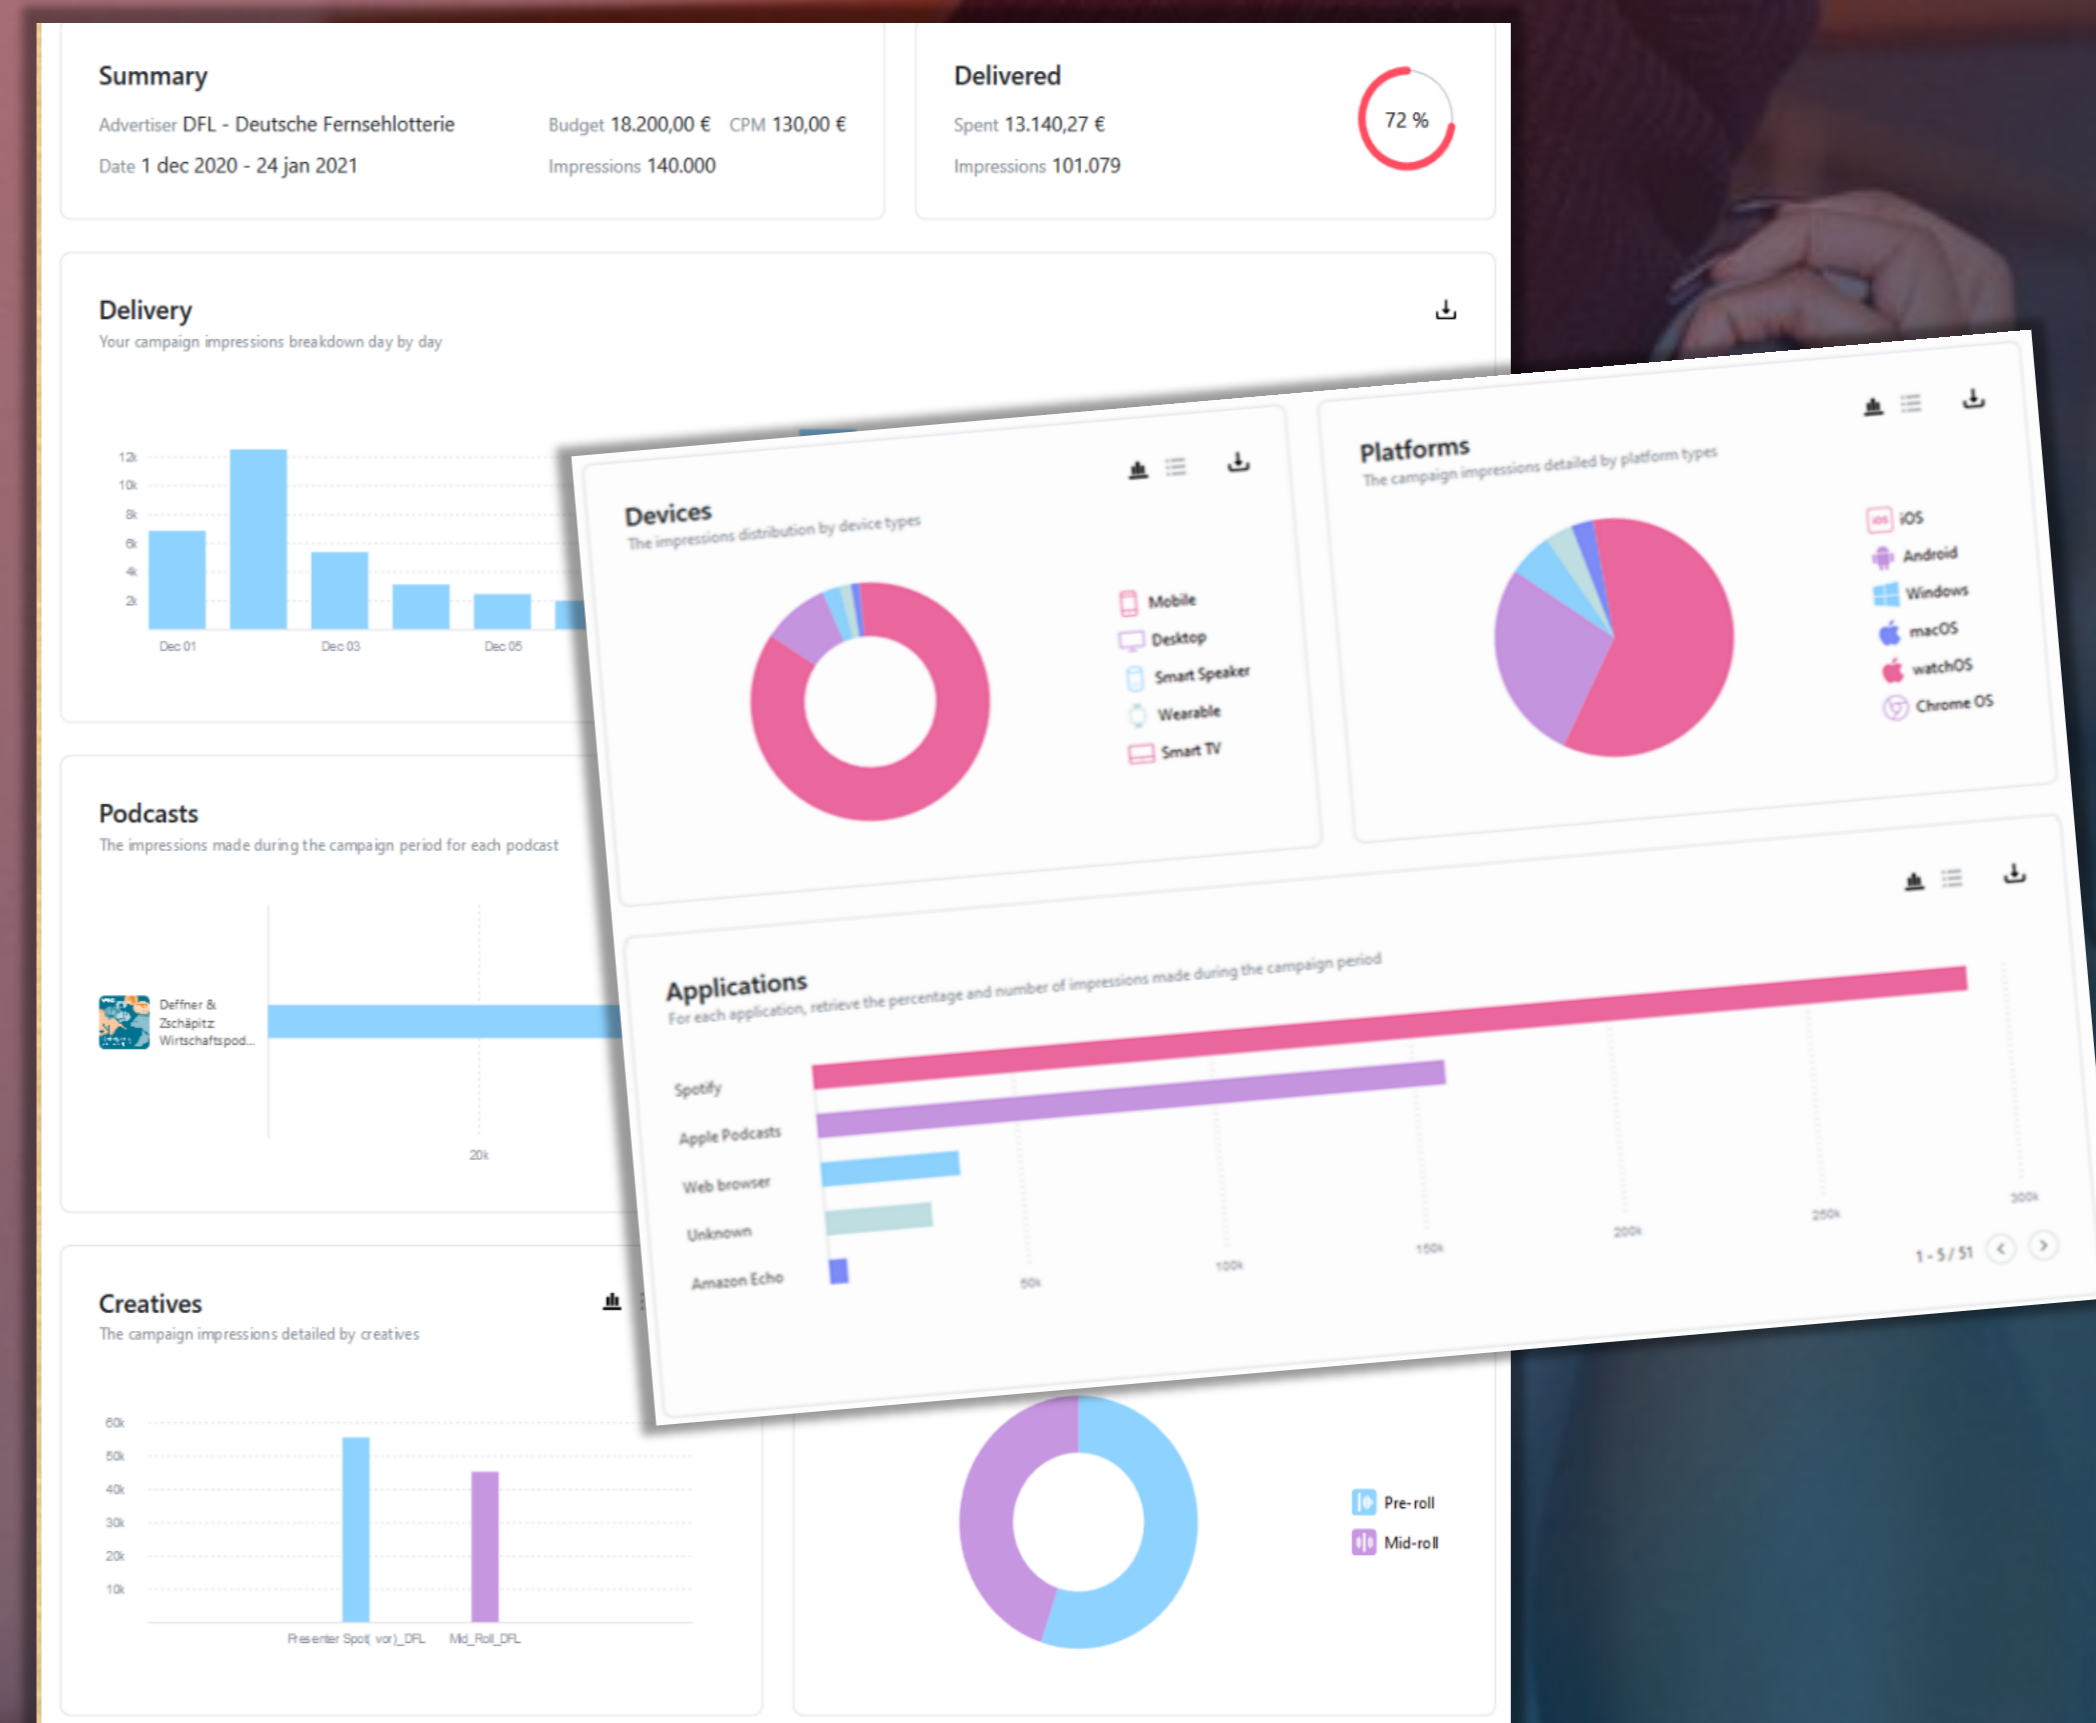 Summary
Advertiser DFL - Deutsche Fernsehlotterie
Budget 18.200,00 € CPM 130,00 €
Date 1 dec 2020 - 24 jan 2021
Impressions 140.000
Delivered
Spent 13.140,27 €
Impressions 101.079
72 %
Delivery
Your campaign impressions breakdown day by day
12k
10k
8k
6k
4k
2k
Dec 01
Dec 03
Dec 05
Devices
The impressions distribution by device types
Mobile
Desktop
Smart Speaker
Wearable
Smart TV
Platforms
The campaign impressions detailed by platform types
iOS
iOS
Android
Windows
macOS
watchOS
Chrome OS
Podcasts
The impressions made during the campaign period for each podcast
Deffner &
Zschäpitz
Wirtschaftspod...
20k
Applications
For each application, retrieve the percentage and number of impressions made during the campaign period
Spotify
Apple Podcasts
Web browser
Unknown
Amazon Echo
50k
100k
150k
200k
250k
300k
1 - 5 / 51
Creatives
The campaign impressions detailed by creatives
60k
50k
40k
30k
20k
10k
Presenter Spot( vor)_DFL
Mid_Roll_DFL
Pre-roll
Mid-roll